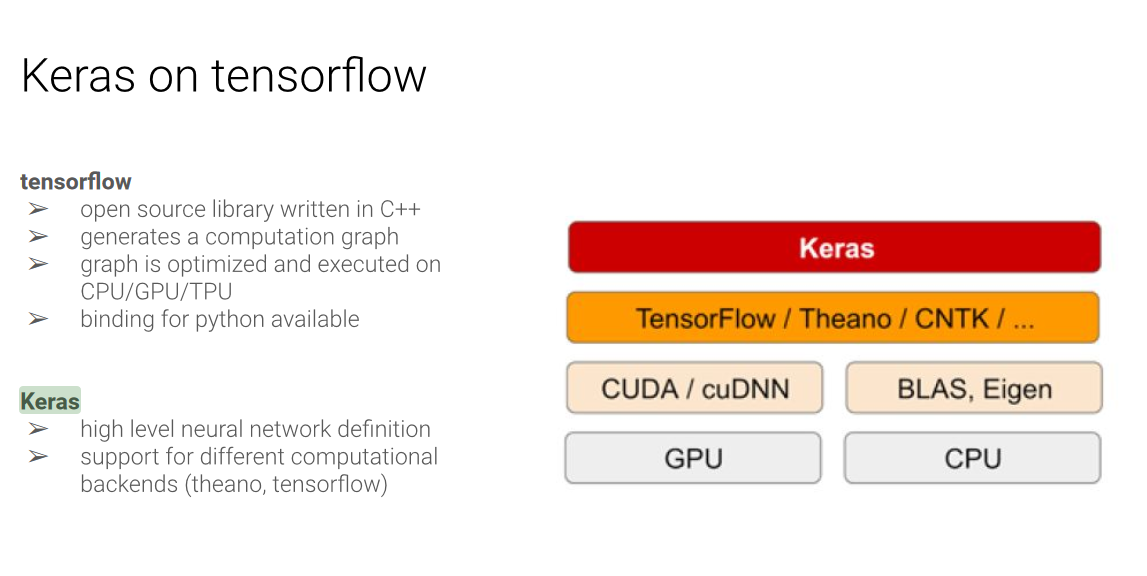 Keras on tensorflow
tensorflow
➢ open source library written in C++
➢ generates a computation graph
➢ graph is optimized and executed on
CPU/GPU/TPU
➢ binding for python available
Keras
➢ high level neural network definition
➢ support for different computational
backends (theano, tensorflow)
Keras
TensorFlow / Theano / CNTK / ...
CUDA / cuDNN
BLAS, Eigen
GPU
CPU